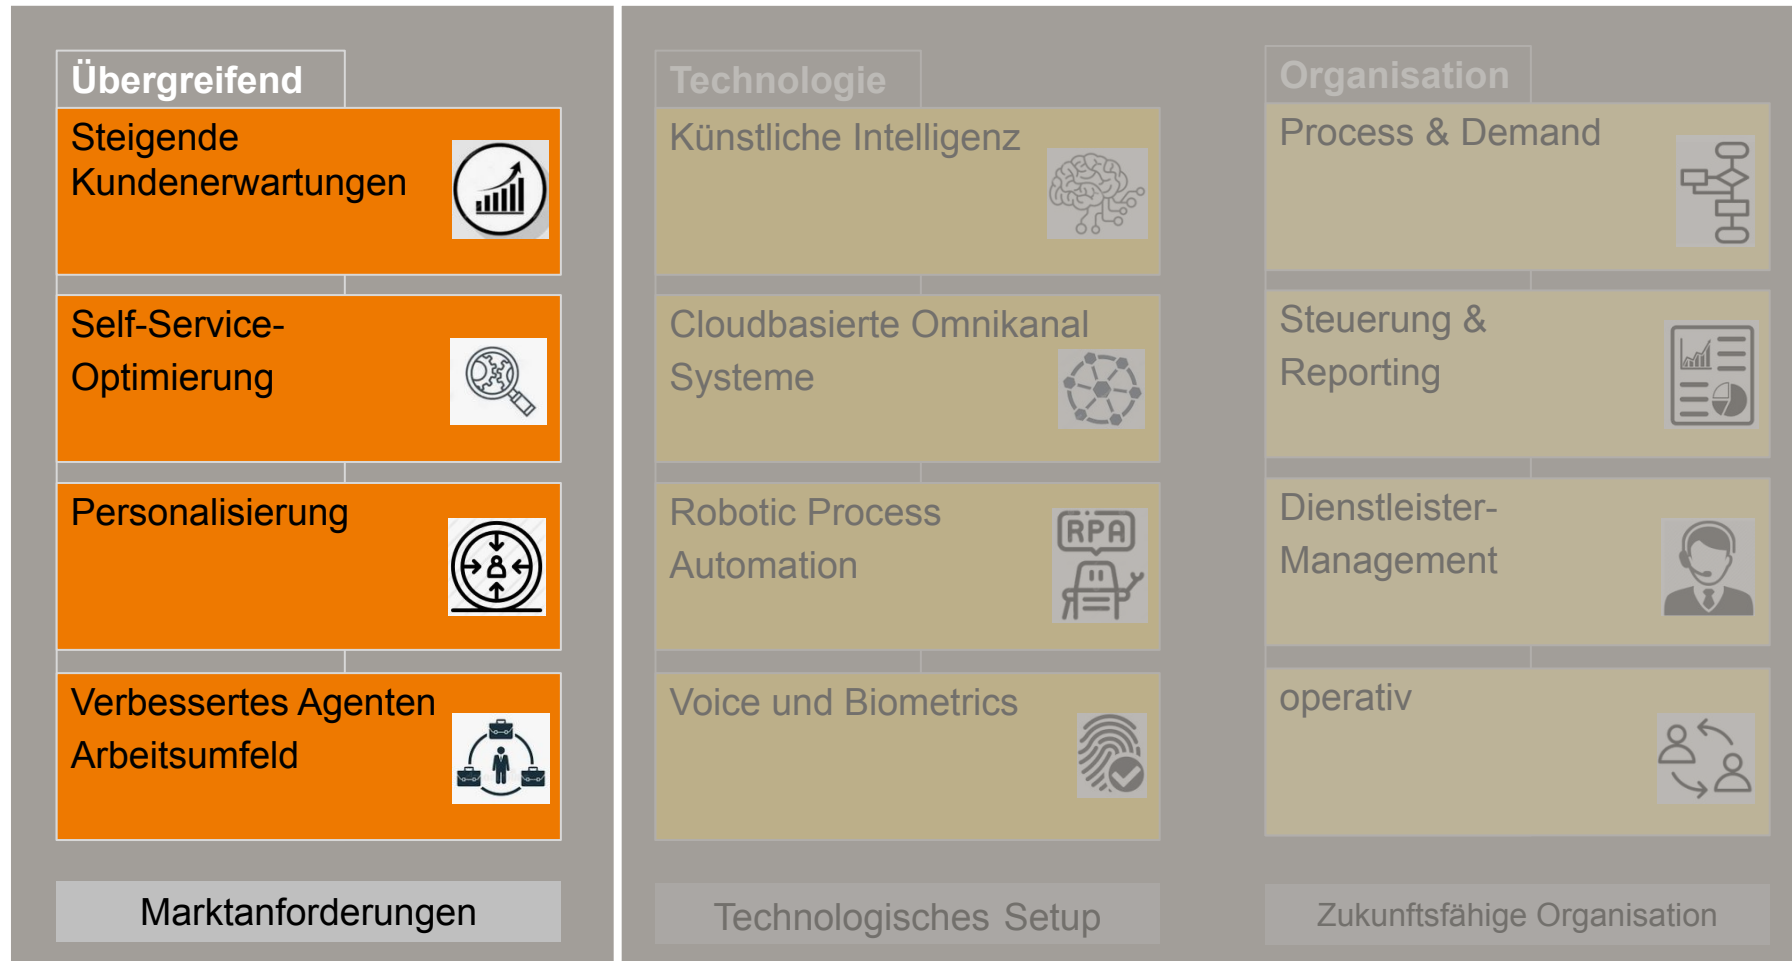 Übergreifend
Steigende
Kundenerwartungen
Self-Service-
Optimierung
Personalisierung
Verbessertes Agenten
Arbeitsumfeld
Marktanforderungen
Technologie
Künstliche Intelligenz
Cloudbasierte Omnikanal
Systeme
Robotic Process
Automation
RPA
Voice und Biometrics
Technologisches Setup
Organisation
Process & Demand
Steuerung &
Reporting
Dienstleister-
Management
operativ
Zukunftsfähige Organisation